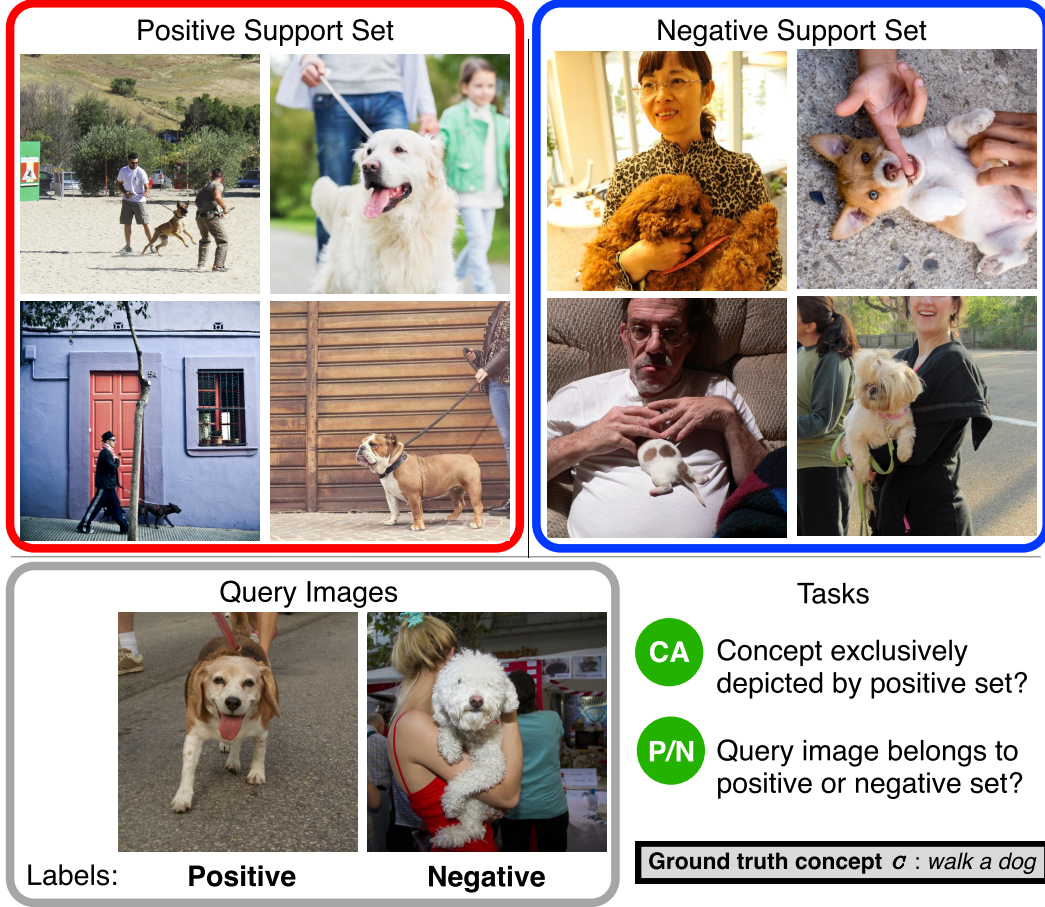 Positive Support Set
Negative Support Set
Query Images
Labels:
Positive
Negative
Tasks
CA
Concept exclusively
depicted by positive set?
P/N
Query image belongs to
positive or negative set?
Ground truth concept c : walk a dog